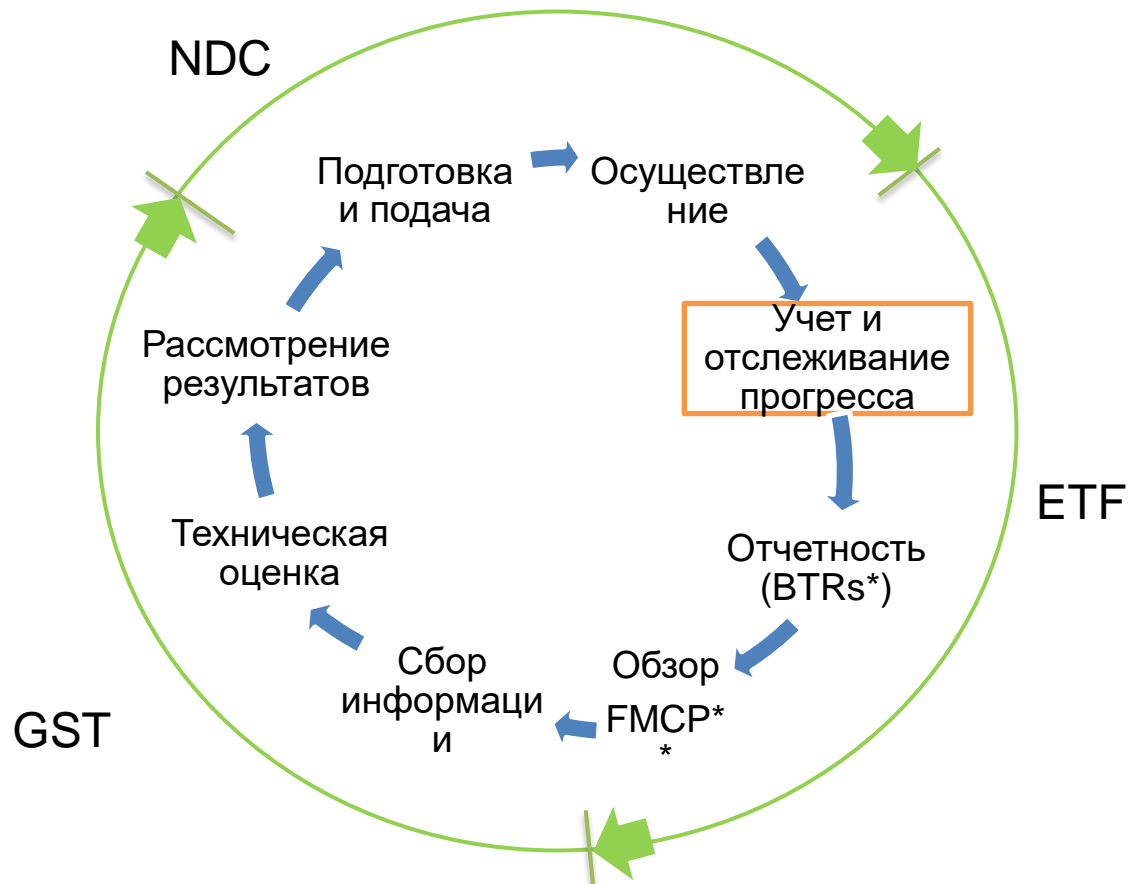 NDC
Подготовка
и подача
Осуществле
ние
Учет и
отслеживание
прогресса
ETF
Отчетность
(BTRs*)
Обзор
FMCP*
*
Сбор
информаци
и
GST
Техническая
оценка
Рассмотрение
результатов